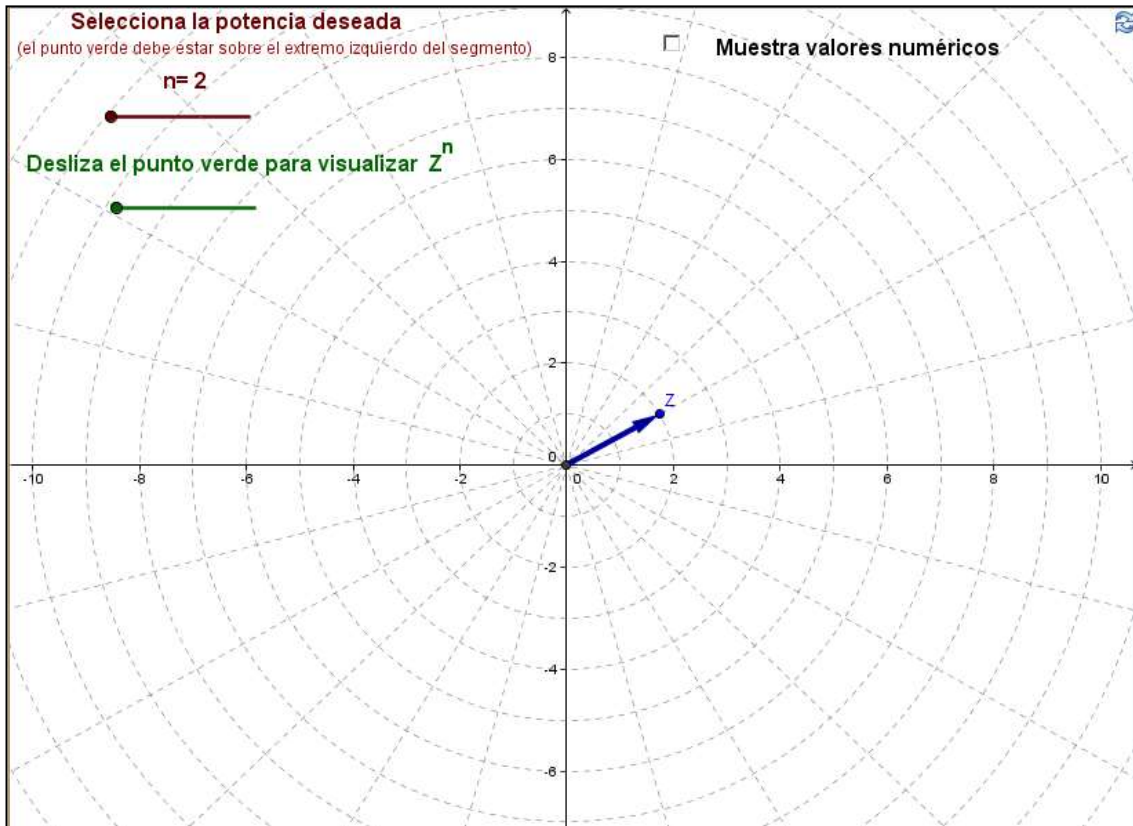 Selecciona la potencia deseada
(el punto verde debe estar sobre el extremo izquierdo del segmento)
n= 2
Muestra valores numéricos
Desliza el punto verde para visualizar Z^n
8
6
4
2
Z
0
-10 -8 -6 -4 -2 0 2 4 6 8 10
-2
-4
-6